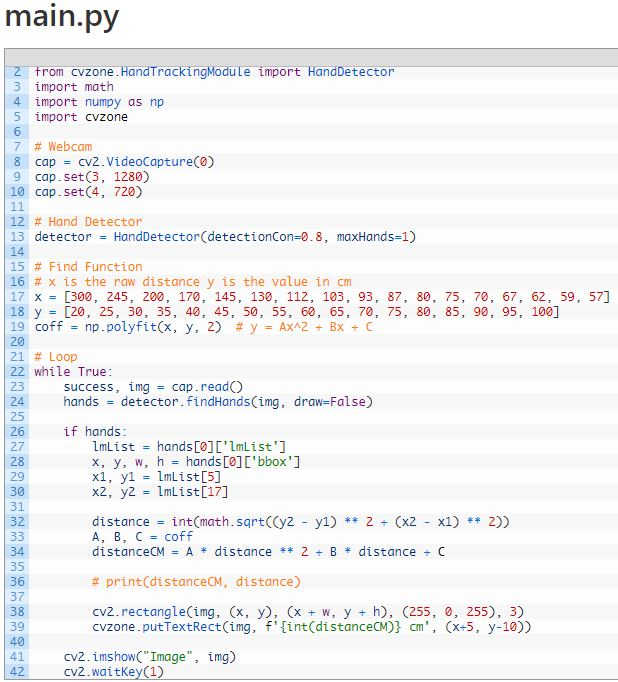 main.py
2 from cvzone.HandTrackingModule import HandDetector
3 import math
4 import numpy as np
5 import cvzone
6
7 # Webcam
8 cap = cv2.VideoCapture(0)
9 cap.set(3, 1280)
10 cap.set(4, 720)
11
12 # Hand Detector
13 detector = HandDetector(detectionCon=0.8, maxHands=1)
14
15 # Find Function
16 # x is the raw distance y is the value in cm
17 x = [300, 245, 200, 170, 145, 130, 112, 103, 93, 87, 80, 75, 70, 67, 62, 59, 57]
18 y = [20, 25, 30, 35, 40, 45, 50, 55, 60, 65, 70, 75, 80, 85, 90, 95, 100]
19 coff = np.polyfit(x, y, 2)  # y = Ax^2 + Bx + C
20
21 # Loop
22 while True:
23     success, img = cap.read()
24     hands = detector.findHands(img, draw=False)
25
26     if hands:
27         lmList = hands[0]['lmList']
28         x, y, w, h = hands[0]['bbox']
29         x1, y1 = lmList[5]
30         x2, y2 = lmList[17]
31
32         distance = int(math.sqrt((y2 - y1) ** 2 + (x2 - x1) ** 2))
33         A, B, C = coff
34         distanceCM = A * distance ** 2 + B * distance + C
35
36         # print(distanceCM, distance)
37
38         cv2.rectangle(img, (x, y), (x + w, y + h), (255, 0, 255), 3)
39         cvzone.putTextRect(img, f'{int(distanceCM)} cm', (x+5, y-10))
40
41     cv2.imshow("Image", img)
42     cv2.waitKey(1)